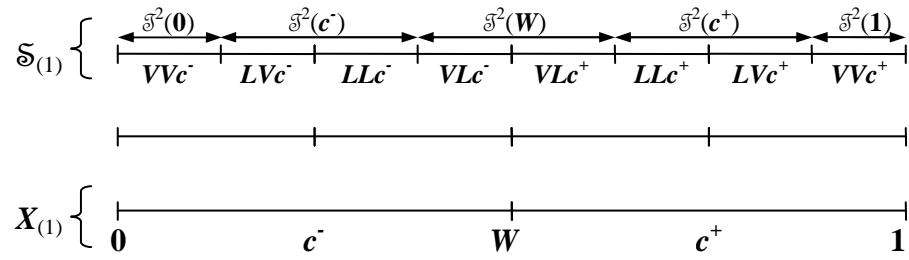 𝒯²(0) 𝒯²(c⁻) 𝒯²(W) 𝒯²(c⁺) 𝒯²(1)
𝕊₍₁₎
VVc⁻ LVc⁻ LLc⁻ VLc⁻ VLc⁺ LLc⁺ LVc⁺ VVc⁺
X₍₁₎
0 c⁻ W c⁺ 1